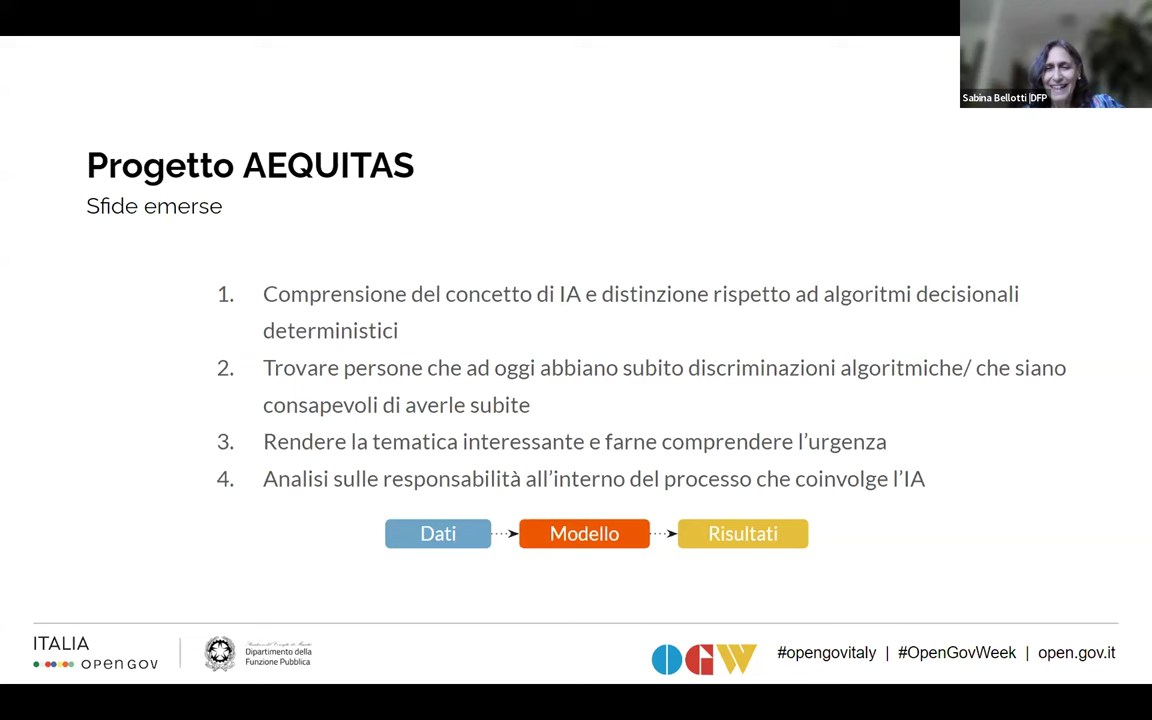 Sabina Bellotti |DFP
Progetto AEQUITAS
Sfide emerse
1. Comprensione del concetto di IA e distinzione rispetto ad algoritmi decisionali
deterministici
2. Trovare persone che ad oggi abbiano subito discriminazioni algoritmiche/ che siano
consapevoli di averle subite
3. Rendere la tematica interessante e farne comprendere l’urgenza
4. Analisi sulle responsabilità all’interno del processo che coinvolge l’IA
Dati Modello Risultati
ITALIA
OPEN GOV
Dipartimento della
Funzione Pubblica
OGW
#opengovitaly | #OpenGovWeek | open.gov.it